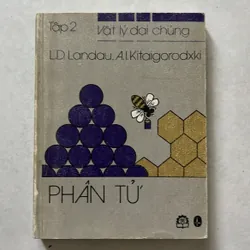 Tập 2
Vật lý đại chúng
L.D. Landau, A.I. Kitaigorodxki
PHÂN TỬ